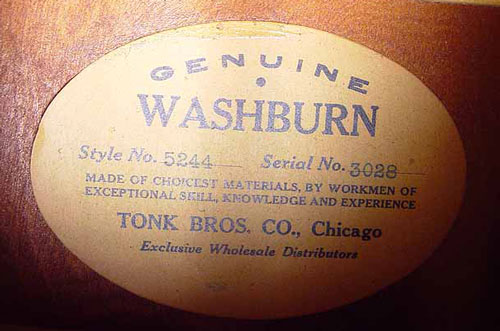 GENUINE
WASHBURN
Style No. 5244 Serial No. 3028
MADE OF CHOICEST MATERIALS, BY WORKMEN OF
EXCEPTIONAL SKILL, KNOWLEDGE AND EXPERIENCE
TONK BROS. CO., Chicago
Exclusive Wholesale Distributors